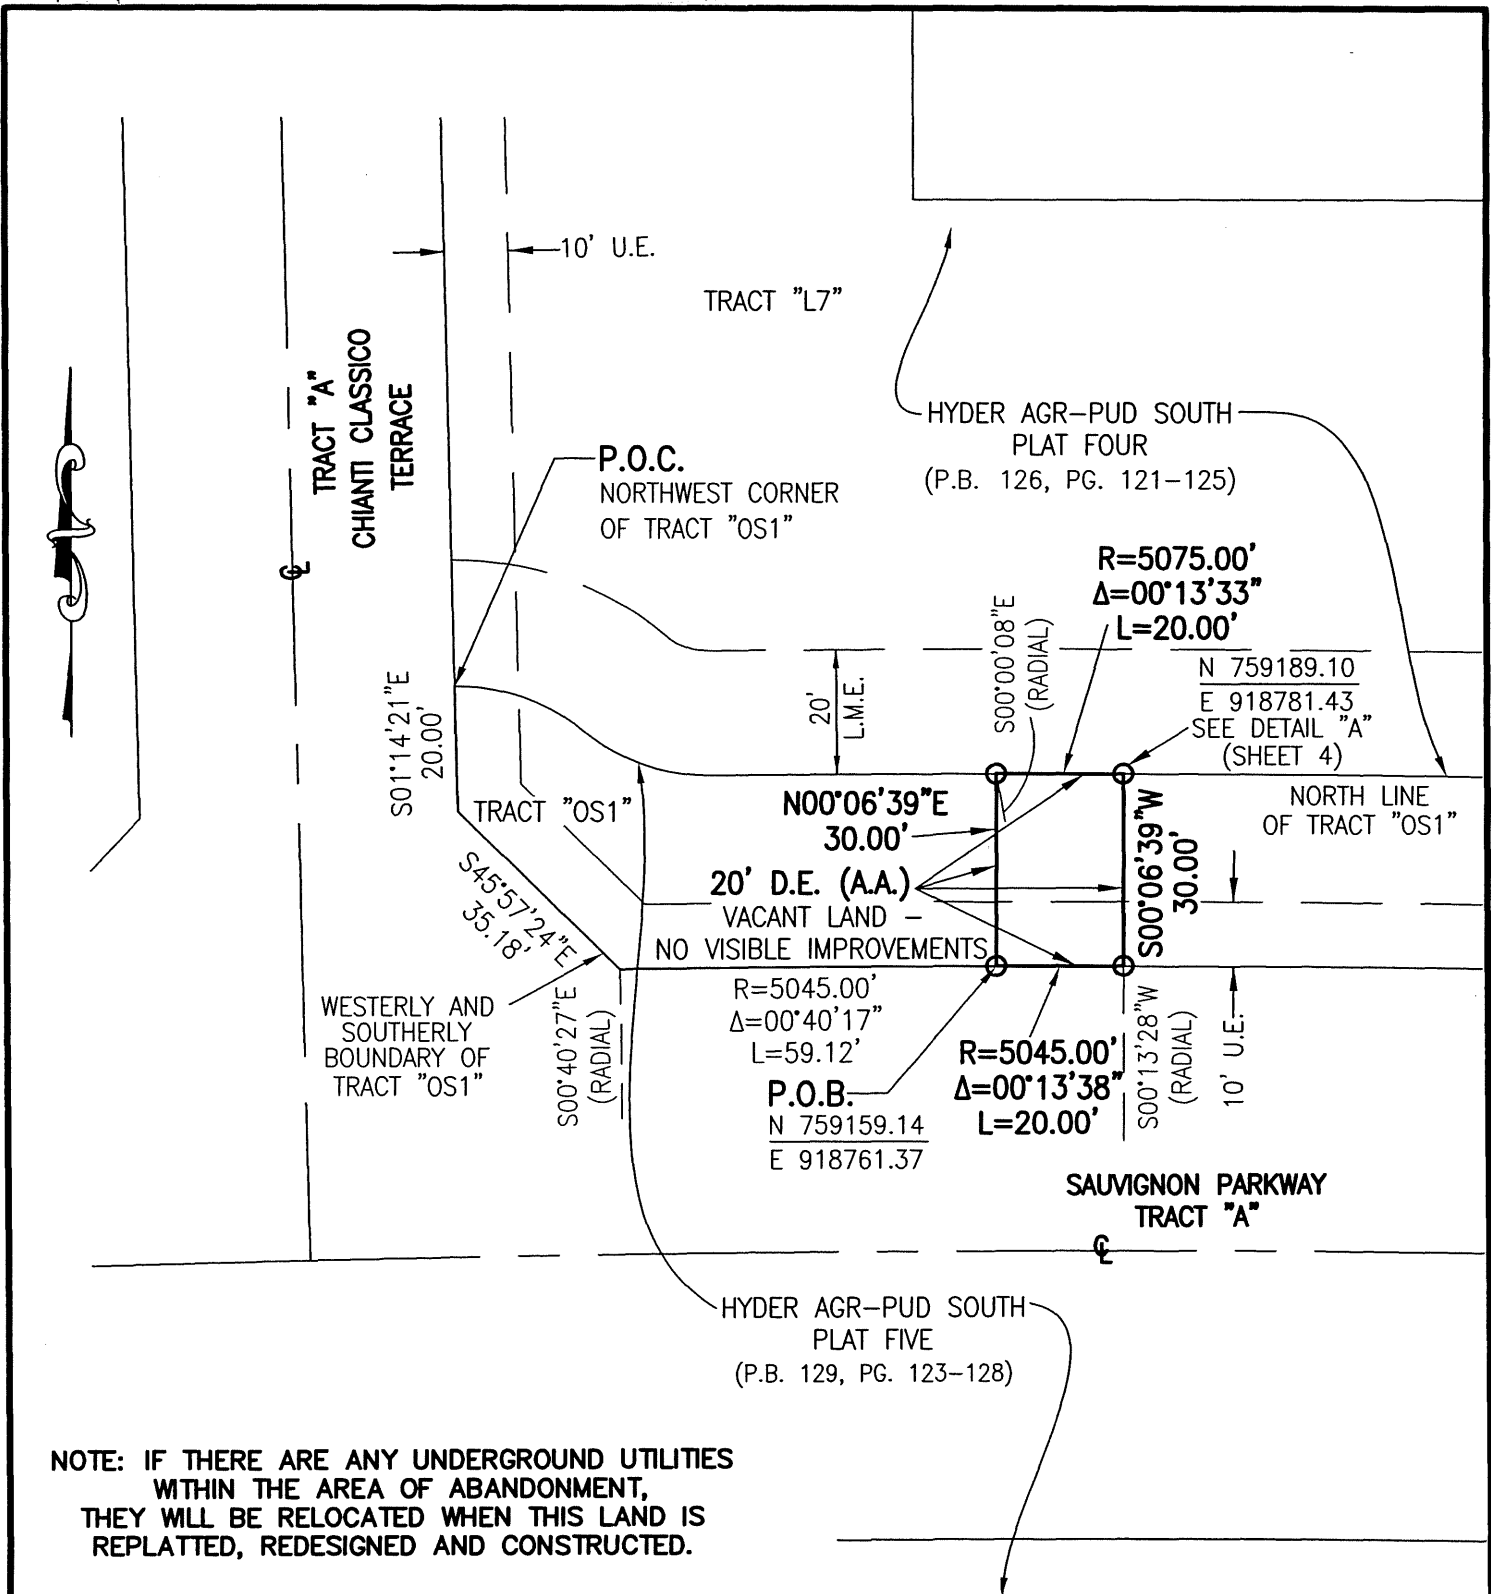 10' U.E.
TRACT "L7"
TRACT "A"
CHIANTI CLASSICO
TERRACE
HYDER AGR-PUD SOUTH
PLAT FOUR
(P.B. 126, PG. 121-125)
P.O.C.
NORTHWEST CORNER
OF TRACT "OS1"
R=5075.00'
Δ=00°13'33"
L=20.00'
S00°00'08"E
(RADIAL)
N 759189.10
E 918781.43
SEE DETAIL "A"
(SHEET 4)
20'
L.M.E.
S01°14'21"E
20.00'
TRACT "OS1"
N00°06'39"E
30.00'
NORTH LINE
OF TRACT "OS1"
S00°06'39"W
30.00'
S45°57'24"E
35.18'
20' D.E. (A.A.)
VACANT LAND –
NO VISIBLE IMPROVEMENTS
WESTERLY AND
SOUTHERLY
BOUNDARY OF
TRACT "OS1"
S00°40'27"E
(RADIAL)
R=5045.00'
Δ=00°40'17"
L=59.12'
P.O.B.
N 759159.14
E 918761.37
R=5045.00'
Δ=00°13'38"
L=20.00'
S00°13'28"W
(RADIAL)
10' U.E.
SAUVIGNON PARKWAY
TRACT "A"
HYDER AGR-PUD SOUTH
PLAT FIVE
(P.B. 129, PG. 123-128)
NOTE: IF THERE ARE ANY UNDERGROUND UTILITIES
WITHIN THE AREA OF ABANDONMENT,
THEY WILL BE RELOCATED WHEN THIS LAND IS
REPLATTED, REDESIGNED AND CONSTRUCTED.